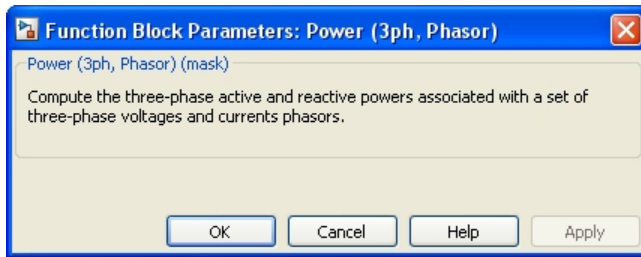 Function Block Parameters: Power (3ph, Phasor)
Power (3ph, Phasor) (mask)
Compute the three-phase active and reactive powers associated with a set of
three-phase voltages and currents phasors.
OK Cancel Help Apply